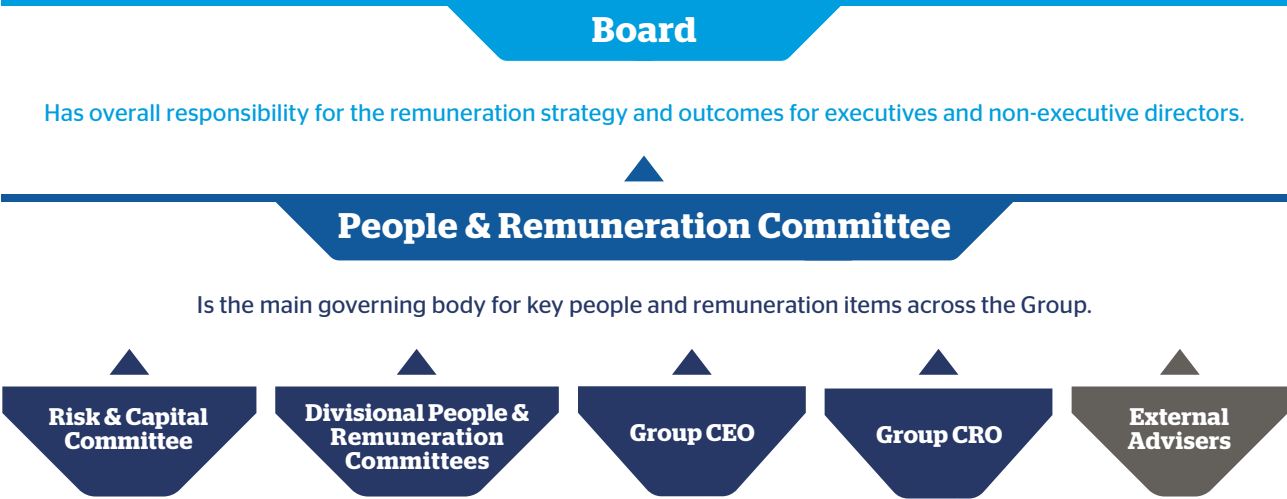 Board
Has overall responsibility for the remuneration strategy and outcomes for executives and non-executive directors.
People & Remuneration Committee
Is the main governing body for key people and remuneration items across the Group.
Risk & Capital
Committee
Divisional People &
Remuneration
Committees
Group CEO
Group CRO
External
Advisers